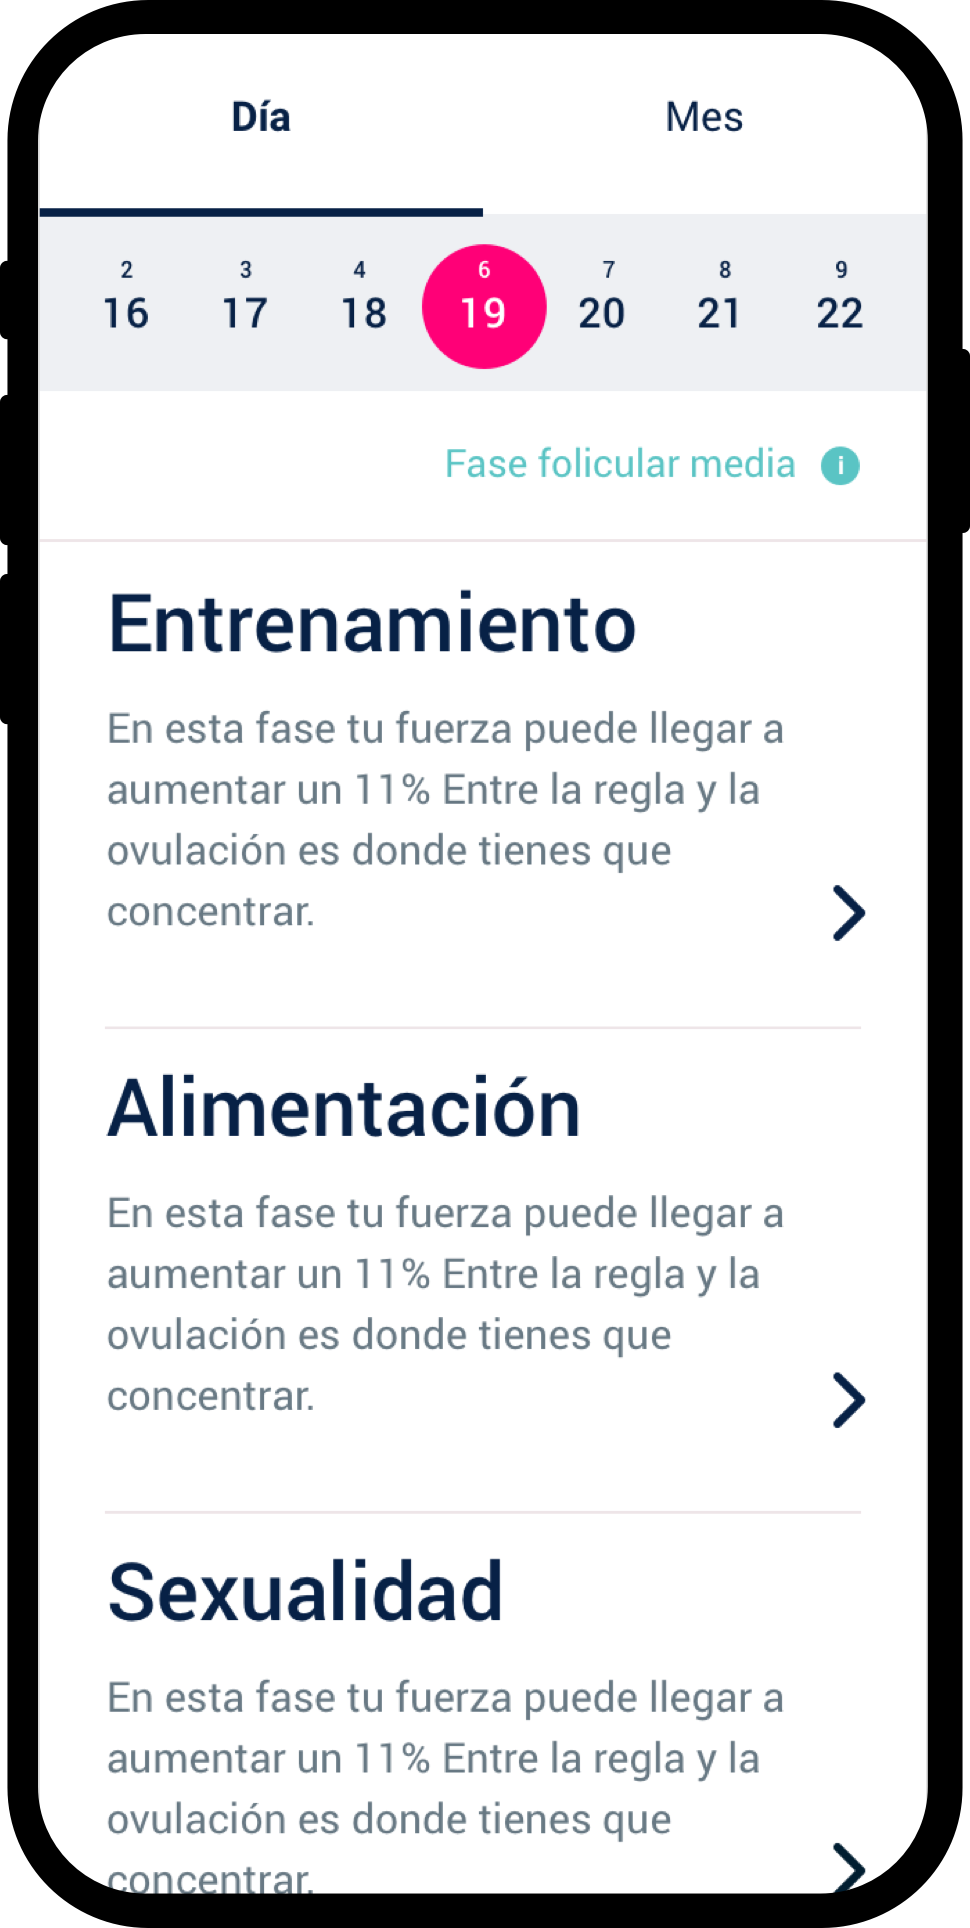 Día Mes
2 3 4 6 7 8 9
16 17 18 19 20 21 22
Fase folicular media i
Entrenamiento
En esta fase tu fuerza puede llegar a
aumentar un 11% Entre la regla y la
ovulación es donde tienes que
concentrar.
Alimentación
En esta fase tu fuerza puede llegar a
aumentar un 11% Entre la regla y la
ovulación es donde tienes que
concentrar.
Sexualidad
En esta fase tu fuerza puede llegar a
aumentar un 11% Entre la regla y la
ovulación es donde tienes que
concentrar.